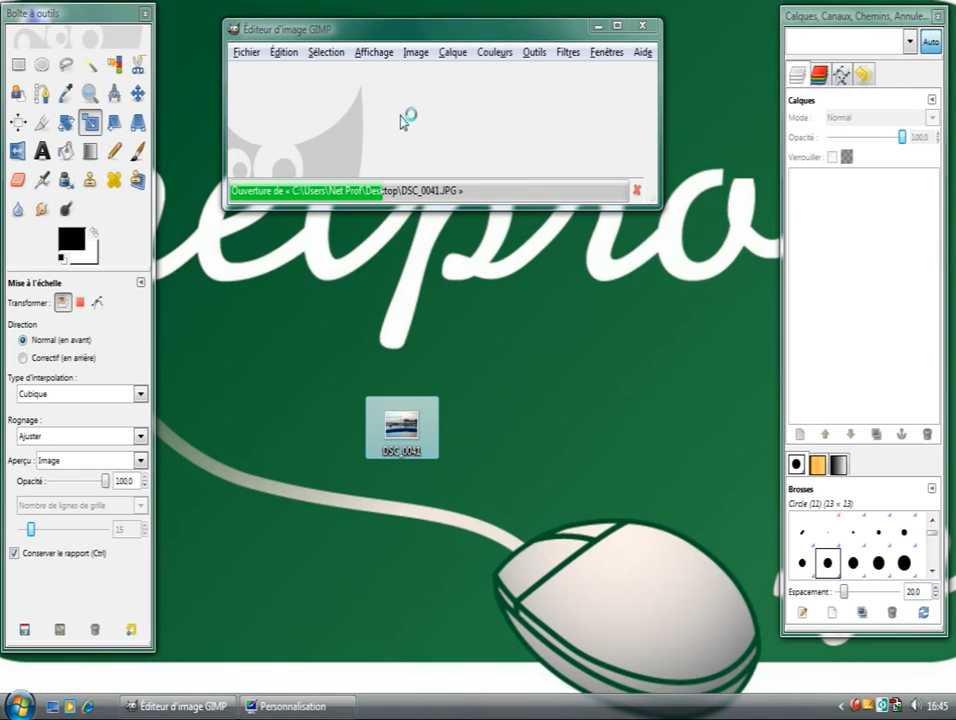 Boîte à outils
Mise à l'échelle
Transformer :
Direction
Normal (en avant)
Correctif (en arrière)
Type d'interpolation :
Cubique
Rognage :
Ajuster
Aperçu : Image
Opacité : 100,0
Nombre de lignes de grille
15
Conserver le rapport (Ctrl)
Éditeur d'image GIMP
Fichier Édition Sélection Affichage Image Calque Couleurs Outils Filtres Fenêtres Aide
Ouverture de « C:\Users\Net Prof\Desktop\DSC_0041.JPG »
netprof
DSC_0041
Calques, Canaux, Chemins, Annule...
Auto
Calques
Mode : Normal
Opacité : 100,0
Verrouiller :
Brosses
Circle (11) (13 × 13)
Espacement : 20,0
Éditeur d'image GIMP
Personnalisation
16:45